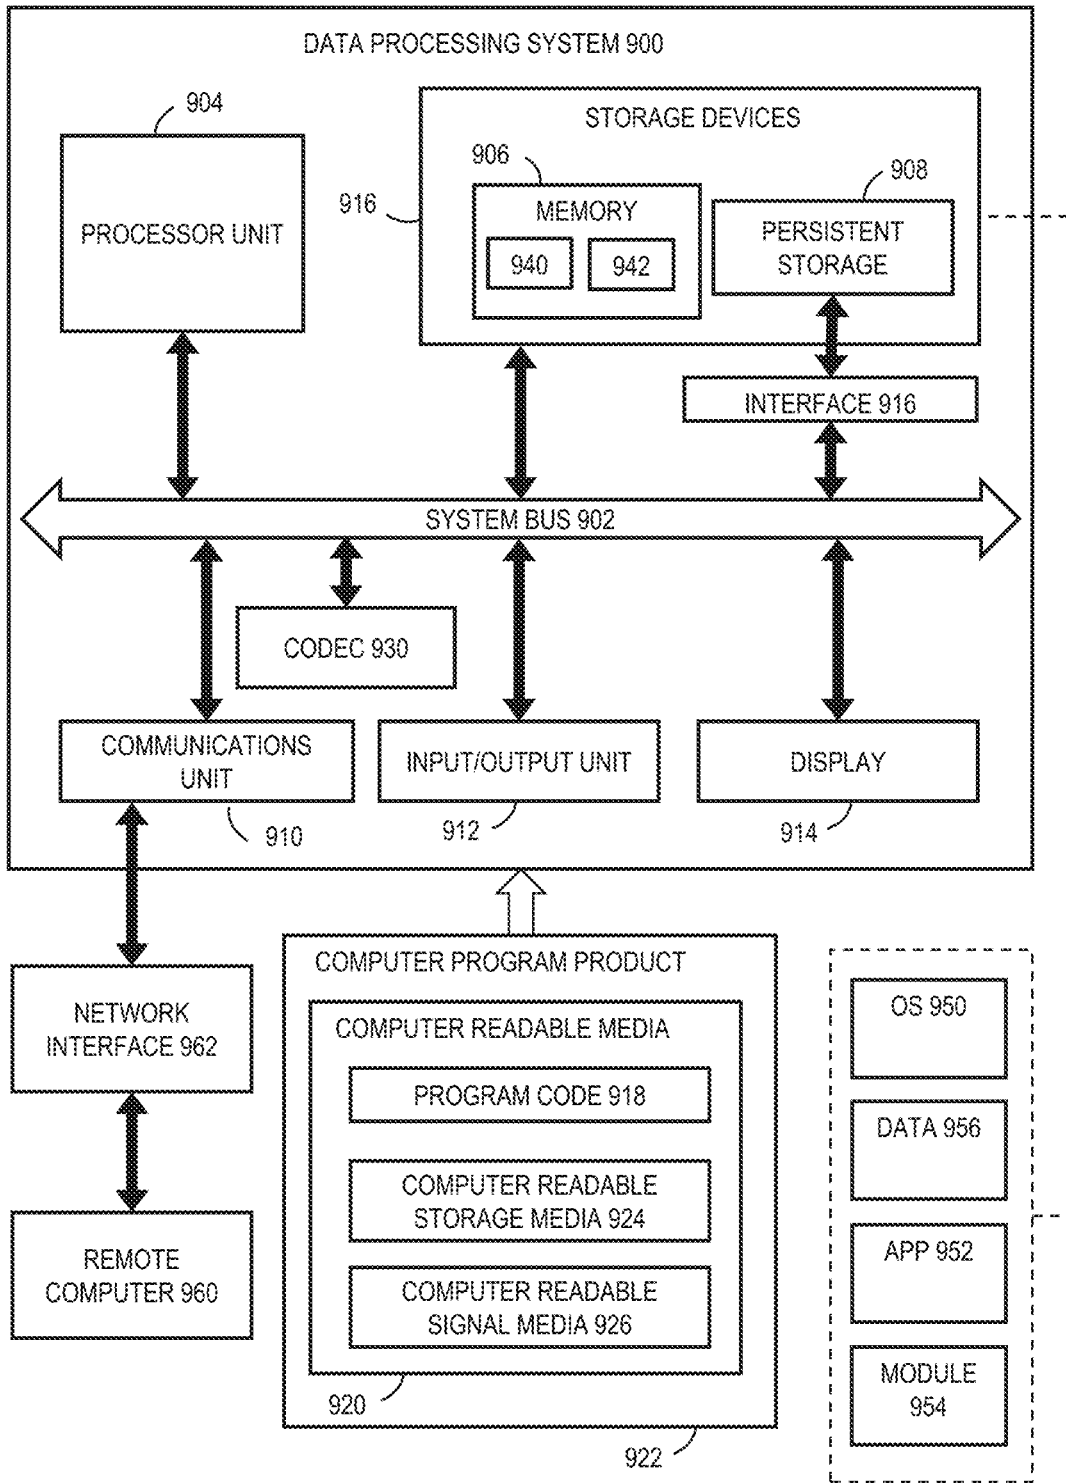 DATA PROCESSING SYSTEM 900
904
PROCESSOR UNIT
STORAGE DEVICES
916
906
MEMORY
940
942
908
PERSISTENT
STORAGE
INTERFACE 916
SYSTEM BUS 902
CODEC 930
COMMUNICATIONS
UNIT
910
INPUT/OUTPUT UNIT
912
DISPLAY
914
NETWORK
INTERFACE 962
REMOTE
COMPUTER 960
COMPUTER PROGRAM PRODUCT
COMPUTER READABLE MEDIA
PROGRAM CODE 918
COMPUTER READABLE
STORAGE MEDIA 924
COMPUTER READABLE
SIGNAL MEDIA 926
920
922
OS 950
DATA 956
APP 952
MODULE
954